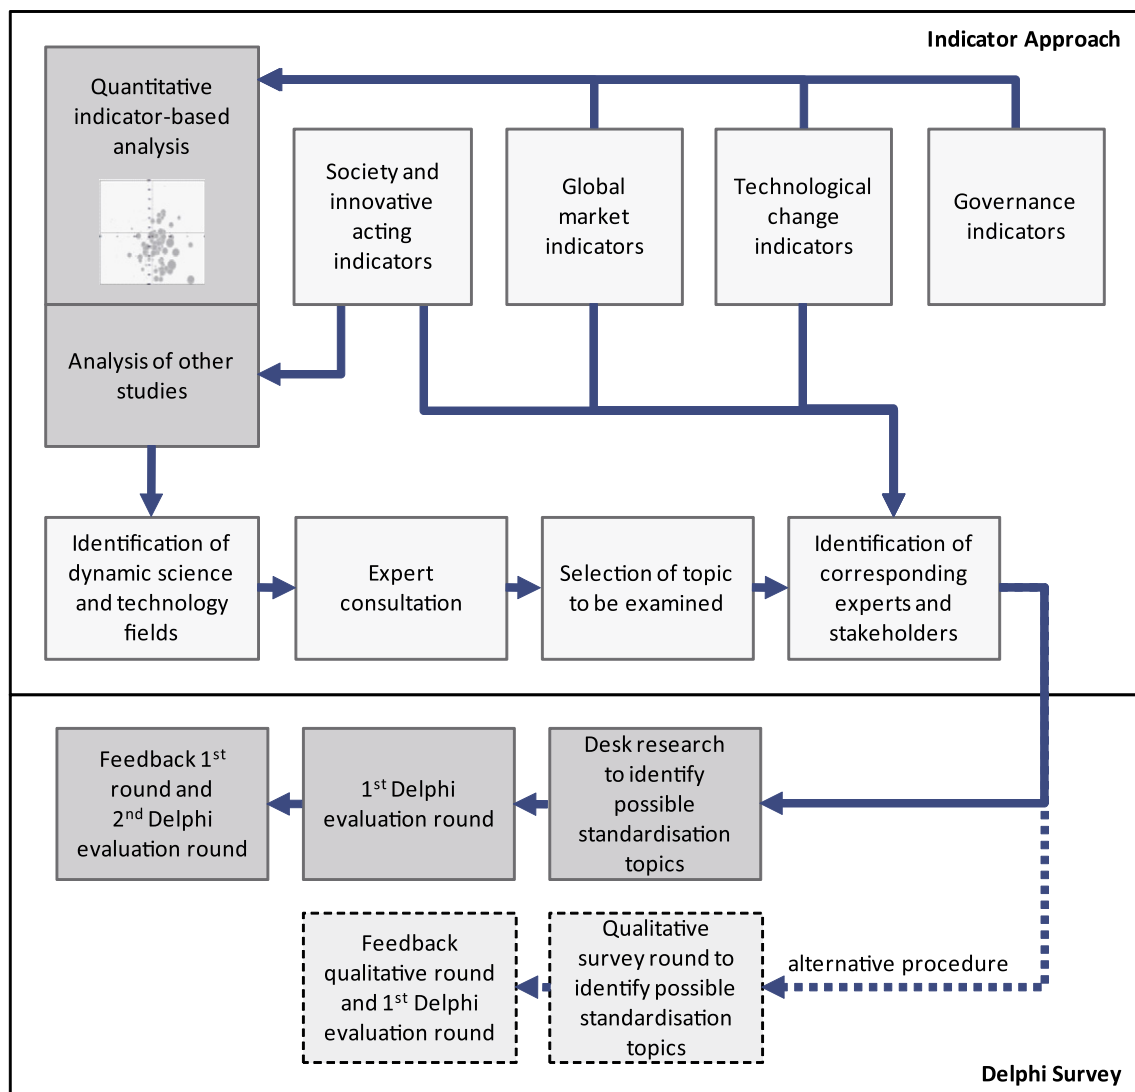 Indicator Approach
Quantitative
indicator-based
analysis
Society and
innovative
acting
indicators
Global
market
indicators
Technological
change
indicators
Governance
indicators
Analysis of other
studies
Identification of
dynamic science
and technology
fields
Expert
consultation
Selection of topic
to be examined
Identification of
corresponding
experts and
stakeholders
Feedback 1st
round and
2nd Delphi
evaluation round
1st Delphi
evaluation round
Desk research
to identify
possible
standardisation
topics
Feedback
qualitative round
and 1st Delphi
evaluation round
Qualitative
survey round to
identify possible
standardisation
topics
alternative procedure
Delphi Survey